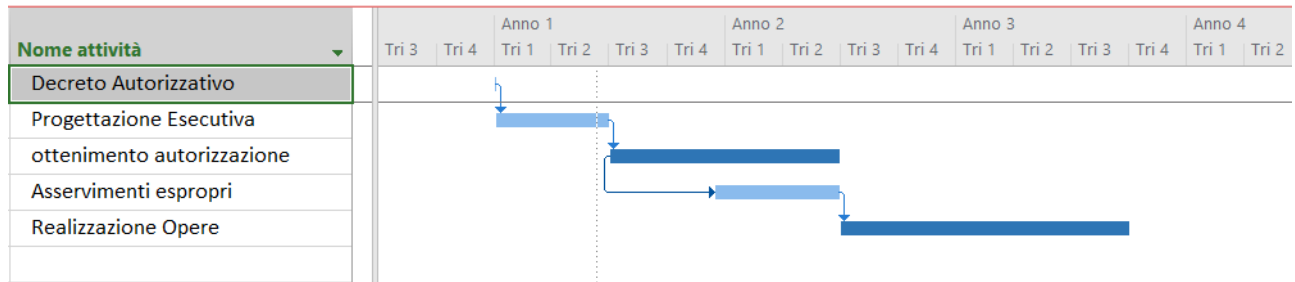 Anno 1 Anno 2 Anno 3 Anno 4
Nome attività Tri 3 Tri 4 Tri 1 Tri 2 Tri 3 Tri 4 Tri 1 Tri 2 Tri 3 Tri 4 Tri 1 Tri 2 Tri 3 Tri 4 Tri 1 Tri 2
Decreto Autorizzativo
Progettazione Esecutiva
ottenimento autorizzazione
Asservimenti espropri
Realizzazione Opere